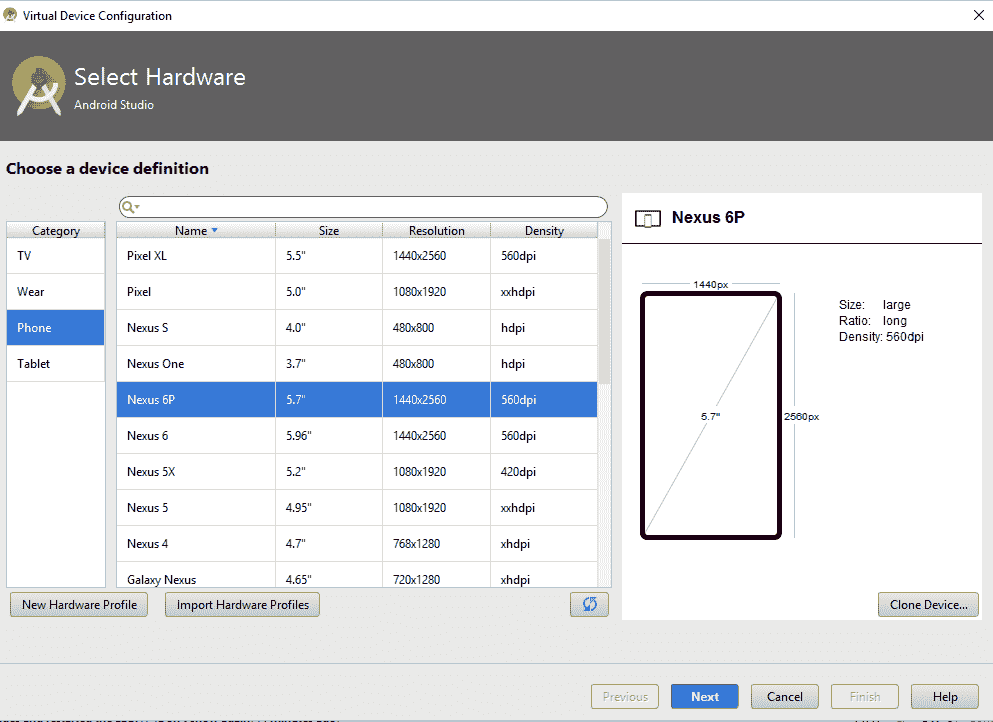 Virtual Device Configuration
Select Hardware
Android Studio
Choose a device definition
Category
TV
Wear
Phone
Tablet
Name Size Resolution Density
Pixel XL 5.5" 1440x2560 560dpi
Pixel 5.0" 1080x1920 xxhdpi
Nexus S 4.0" 480x800 hdpi
Nexus One 3.7" 480x800 hdpi
Nexus 6P 5.7" 1440x2560 560dpi
Nexus 6 5.96" 1440x2560 560dpi
Nexus 5X 5.2" 1080x1920 420dpi
Nexus 5 4.95" 1080x1920 xxhdpi
Nexus 4 4.7" 768x1280 xhdpi
Galaxy Nexus 4.65" 720x1280 xhdpi
New Hardware Profile Import Hardware Profiles
Nexus 6P
1440px
5.7"
2560px
Size: large
Ratio: long
Density: 560dpi
Clone Device...
Previous Next Cancel Finish Help